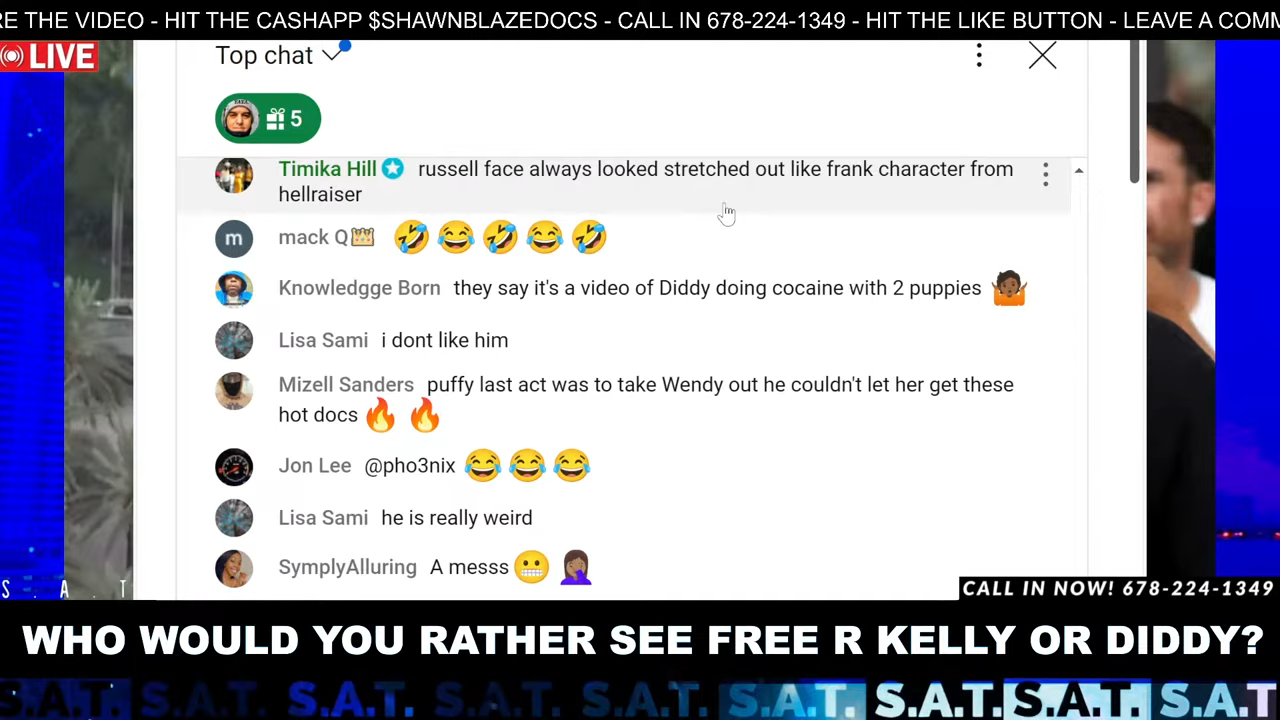 RE THE VIDEO - HIT THE CASHAPP $SHAWNBLAZEDOCS - CALL IN 678-224-1349 - HIT THE LIKE BUTTON - LEAVE A COMM
LIVE
Top chat
5
Timika Hill russell face always looked stretched out like frank character from
hellraiser
mack Q👑 🤣😂🤣😂🤣
Knowledgge Born they say it's a video of Diddy doing cocaine with 2 puppies 🤷🏾
Lisa Sami i dont like him
Mizell Sanders puffy last act was to take Wendy out he couldn't let her get these
hot docs 🔥 🔥
Jon Lee @pho3nix 😂😂😂
Lisa Sami he is really weird
SymplyAlluring A messs 😬 🤦🏽‍♀️
S . A . T
CALL IN NOW! 678-224-1349
WHO WOULD YOU RATHER SEE FREE R KELLY OR DIDDY?
S.A.T. S.A.T. S.A.T. S.A.T. S.A.T. S.A.T. S.A.T. S.A.T. S.A.T